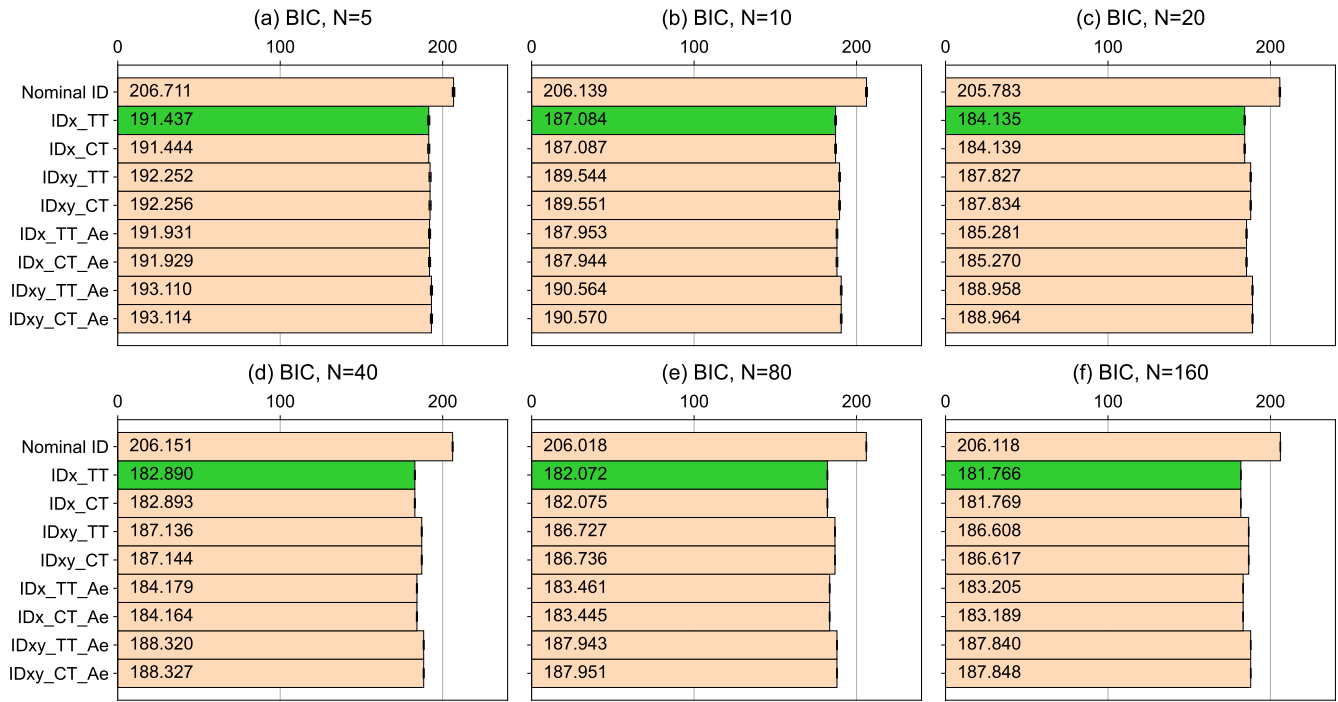 (a) BIC, N=5 (b) BIC, N=10 (c) BIC, N=20
0 100 200 0 100 200 0 100 200
Nominal ID 206.711 206.139 205.783
IDx_TT 191.437 187.084 184.135
IDx_CT 191.444 187.087 184.139
IDxy_TT 192.252 189.544 187.827
IDxy_CT 192.256 189.551 187.834
IDx_TT_Ae 191.931 187.953 185.281
IDx_CT_Ae 191.929 187.944 185.270
IDxy_TT_Ae 193.110 190.564 188.958
IDxy_CT_Ae 193.114 190.570 188.964
(d) BIC, N=40 (e) BIC, N=80 (f) BIC, N=160
0 100 200 0 100 200 0 100 200
Nominal ID 206.151 206.018 206.118
IDx_TT 182.890 182.072 181.766
IDx_CT 182.893 182.075 181.769
IDxy_TT 187.136 186.727 186.608
IDxy_CT 187.144 186.736 186.617
IDx_TT_Ae 184.179 183.461 183.205
IDx_CT_Ae 184.164 183.445 183.189
IDxy_TT_Ae 188.320 187.943 187.840
IDxy_CT_Ae 188.327 187.951 187.848